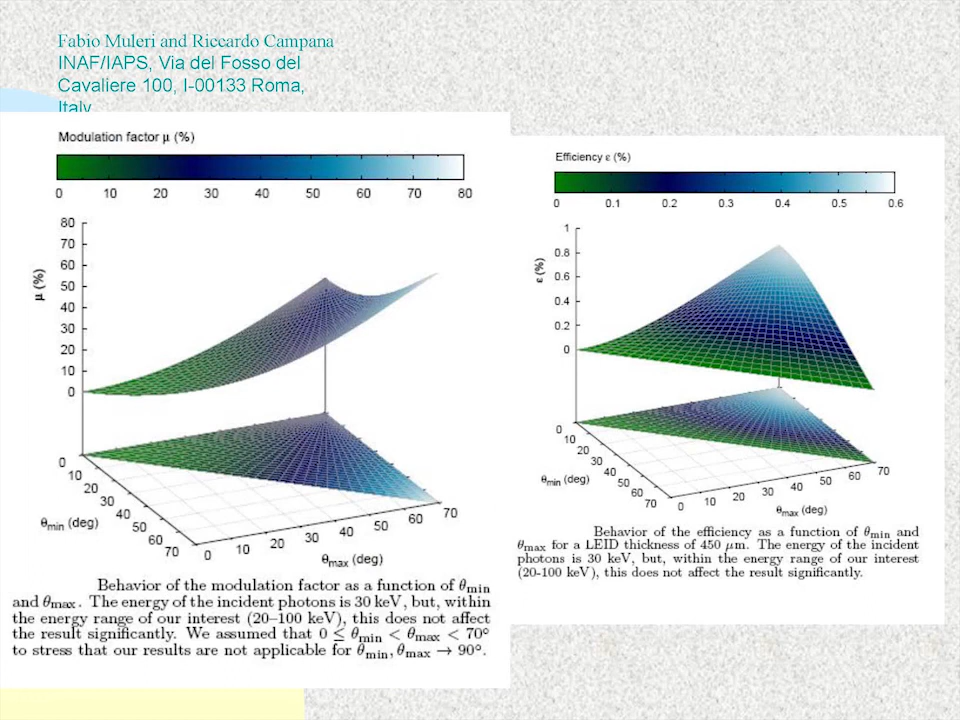 Fabio Muleri and Riccardo Campana
INAF/IAPS, Via del Fosso del
Cavaliere 100, I-00133 Roma,
Italy
Modulation factor μ (%)
0 10 20 30 40 50 60 70 80
80
70
60
50
40
30
20
10
0
μ (%)
0
10
20
30
40
50
60
70
θmin (deg)
0 10 20 30 40 50 60 70
θmax (deg)
Behavior of the modulation factor as a function of θmin
and θmax. The energy of the incident photons is 30 keV, but, within
the energy range of our interest (20–100 keV), this does not affect
the result significantly. We assumed that 0 ≤ θmin < θmax < 70°
to stress that our results are not applicable for θmin, θmax → 90°.
Efficiency ε (%)
0 0.1 0.2 0.3 0.4 0.5 0.6
1
0.8
0.6
0.4
0.2
0
ε (%)
0
10
20
30
40
50
60
70
θmin (deg)
0 10 20 30 40 50 60 70
θmax (deg)
Behavior of the efficiency as a function of θmin and
θmax for a LEID thickness of 450 μm. The energy of the incident
photons is 30 keV, but, within the energy range of our interest
(20-100 keV), this does not affect the result significantly.